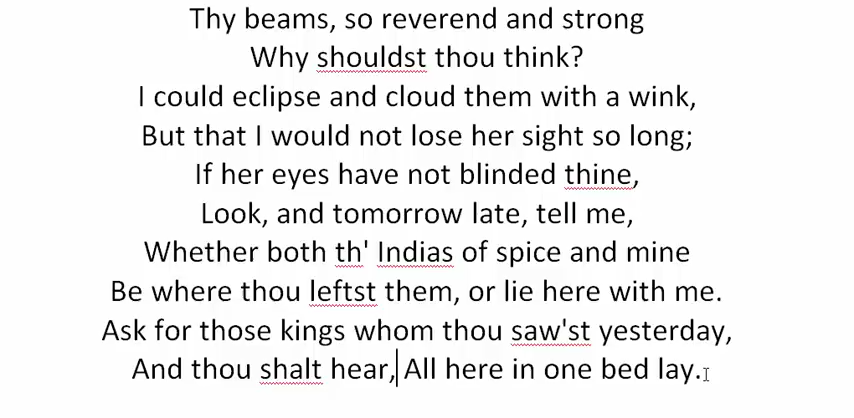 Thy beams, so reverend and strong
Why shouldst thou think?
I could eclipse and cloud them with a wink,
But that I would not lose her sight so long;
If her eyes have not blinded thine,
Look, and tomorrow late, tell me,
Whether both th' Indias of spice and mine
Be where thou leftst them, or lie here with me.
Ask for those kings whom thou saw'st yesterday,
And thou shalt hear, All here in one bed lay.